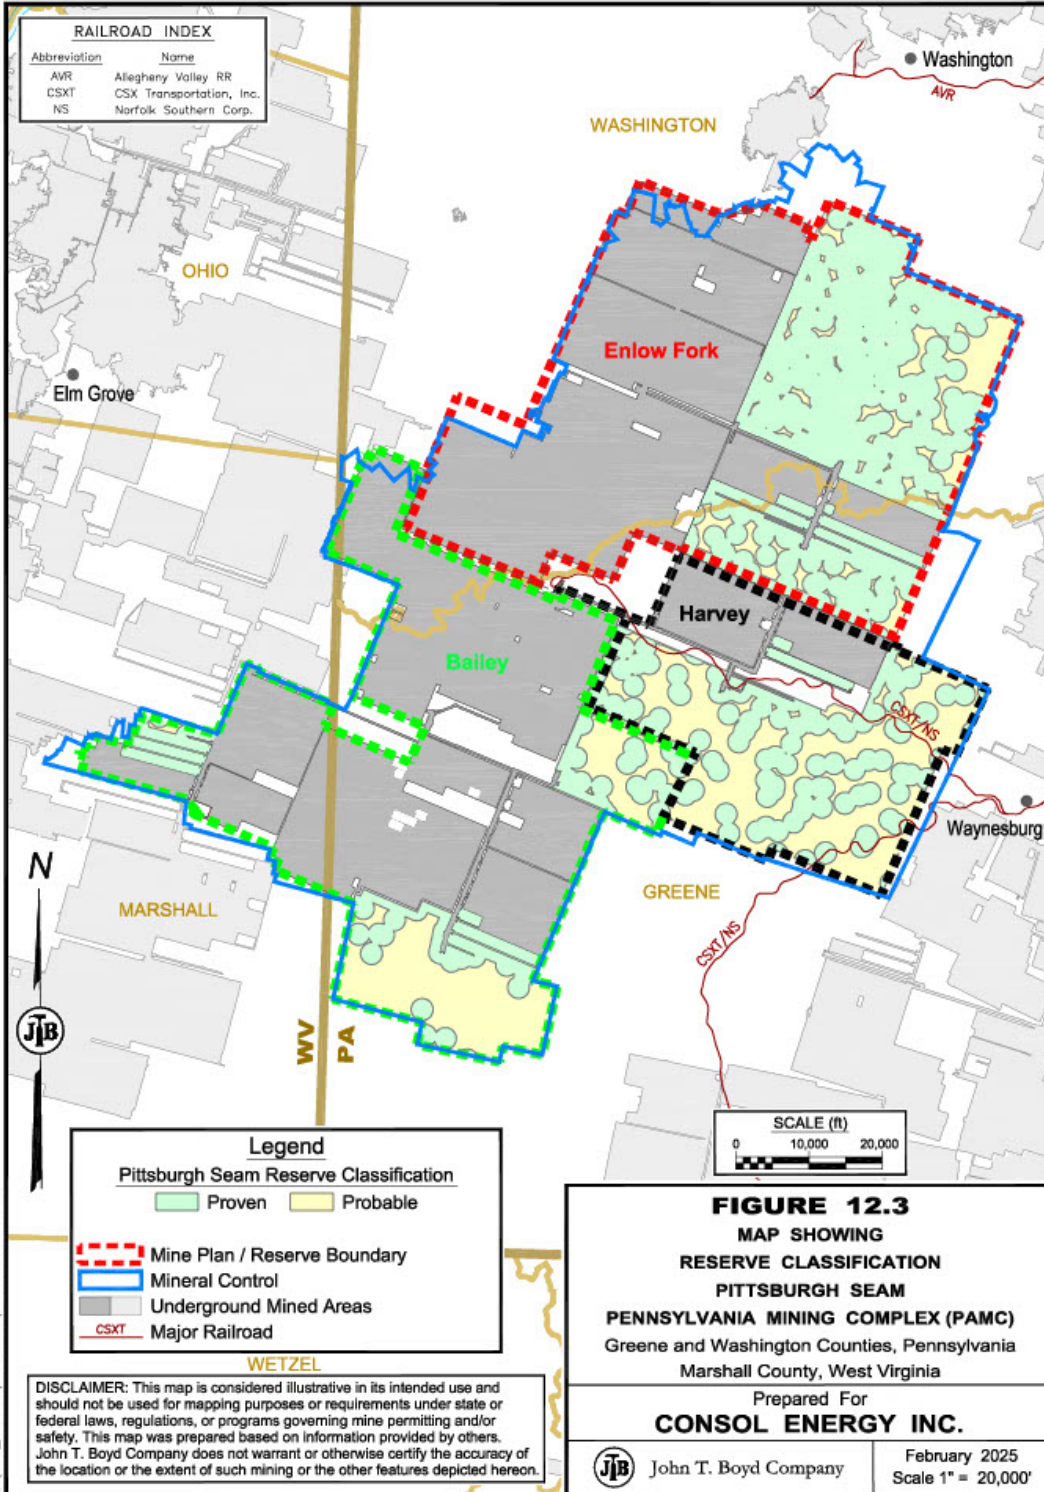 RAILROAD INDEX
Abbreviation Name
AVR Allegheny Valley RR
CSXT CSX Transportation, Inc.
NS Norfolk Southern Corp.
Washington
AVR
WASHINGTON
OHIO
Enlow Fork
Elm Grove
Harvey
Bailey
CSXT/NS
Waynesburg
GREENE
MARSHALL
N
CSXT/NS
JTB
WV PA
SCALE (ft)
0 10,000 20,000
Legend
Pittsburgh Seam Reserve Classification
Proven Probable
Mine Plan / Reserve Boundary
Mineral Control
Underground Mined Areas
CSXT Major Railroad
WETZEL
DISCLAIMER: This map is considered illustrative in its intended use and
should not be used for mapping purposes or requirements under state or
federal laws, regulations, or programs governing mine permitting and/or
safety. This map was prepared based on information provided by others.
John T. Boyd Company does not warrant or otherwise certify the accuracy of
the location or the extent of such mining or the other features depicted hereon.
FIGURE 12.3
MAP SHOWING
RESERVE CLASSIFICATION
PITTSBURGH SEAM
PENNSYLVANIA MINING COMPLEX (PAMC)
Greene and Washington Counties, Pennsylvania
Marshall County, West Virginia
Prepared For
CONSOL ENERGY INC.
JTB John T. Boyd Company
February 2025
Scale 1" = 20,000'